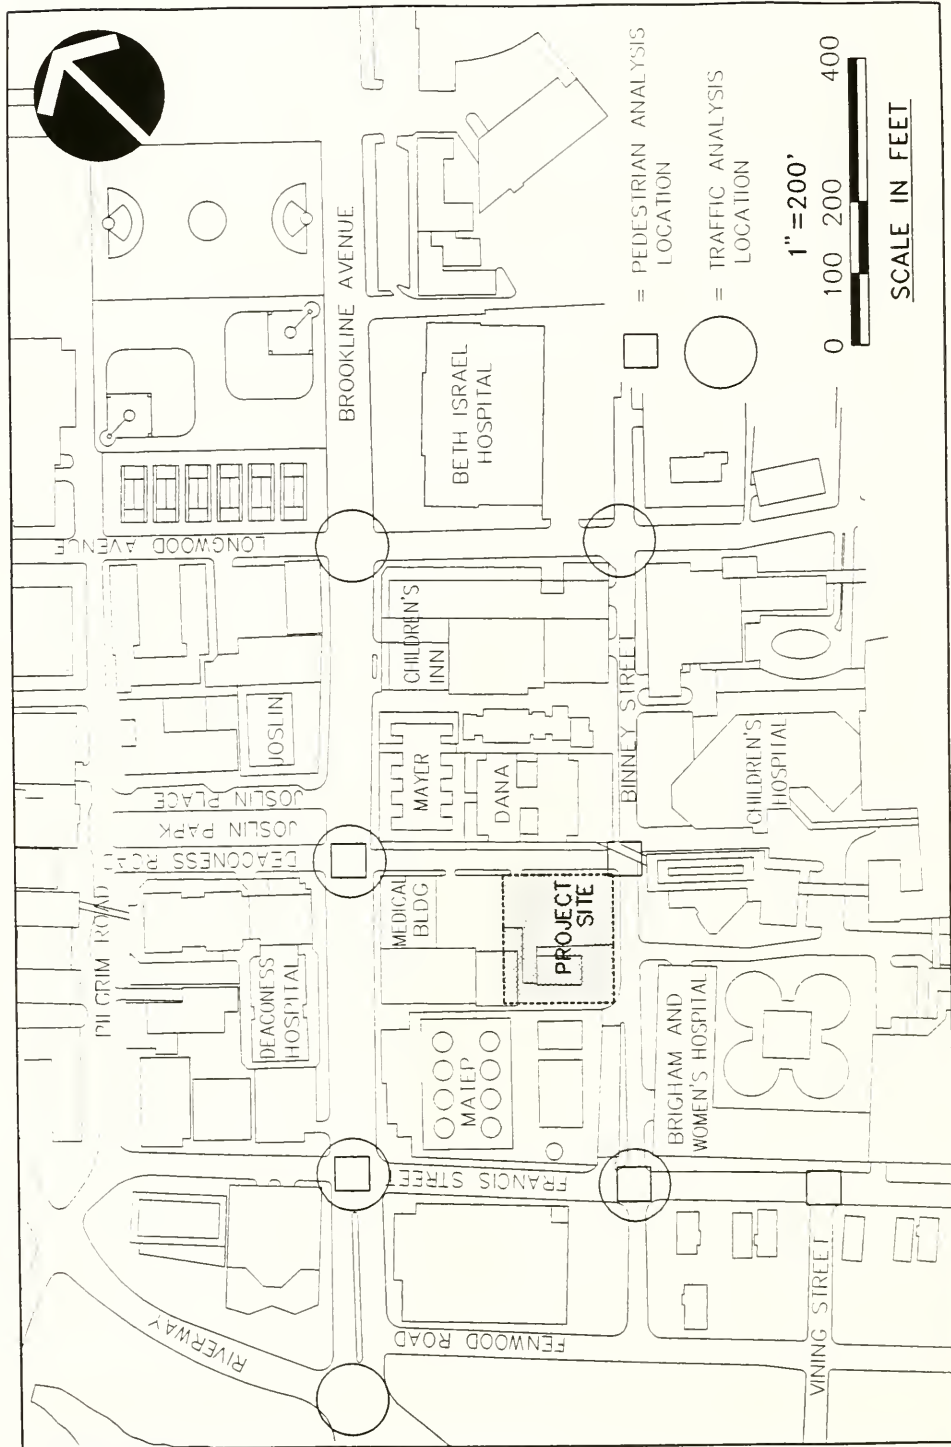 LONGWOOD AVENUE
BROOKLINE AVENUE
BETH ISRAEL
HOSPITAL
= PEDESTRIAN ANALYSIS
LOCATION
= TRAFFIC ANALYSIS
LOCATION
1"=200'
0 100 200 400
SCALE IN FEET
JOSLIN
JOSLIN PLACE
JOSLIN PARK
DEACONESS ROAD
CHILDREN'S
INN
MAYER
DANA
BINNEY STREET
CHILDREN'S
HOSPITAL
PILGRIM ROAD
DEACONESS
HOSPITAL
MEDICAL
BLDG
PROJECT
SITE
MATEP
BRIGHAM AND
WOMEN'S HOSPITAL
FRANCIS STREE
RIVERWAY
FENWOOD ROAD
VINING STREET